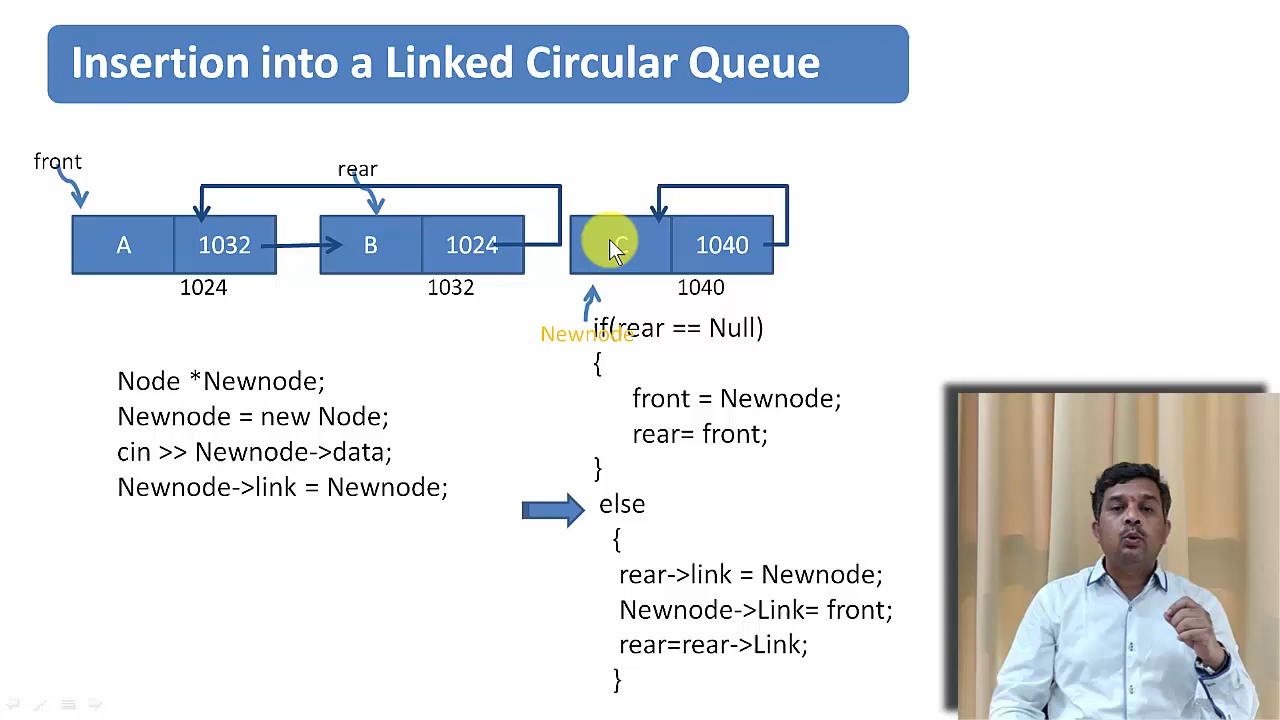 Insertion into a Linked Circular Queue
front
rear
A 1032 B 1024 C 1040
1024 1032 1040
Newnode
if(rear == Null)
{
front = Newnode;
rear= front;
}
else
{
rear->link = Newnode;
Newnode->Link= front;
rear=rear->Link;
}
Node *Newnode;
Newnode = new Node;
cin >> Newnode->data;
Newnode->link = Newnode;